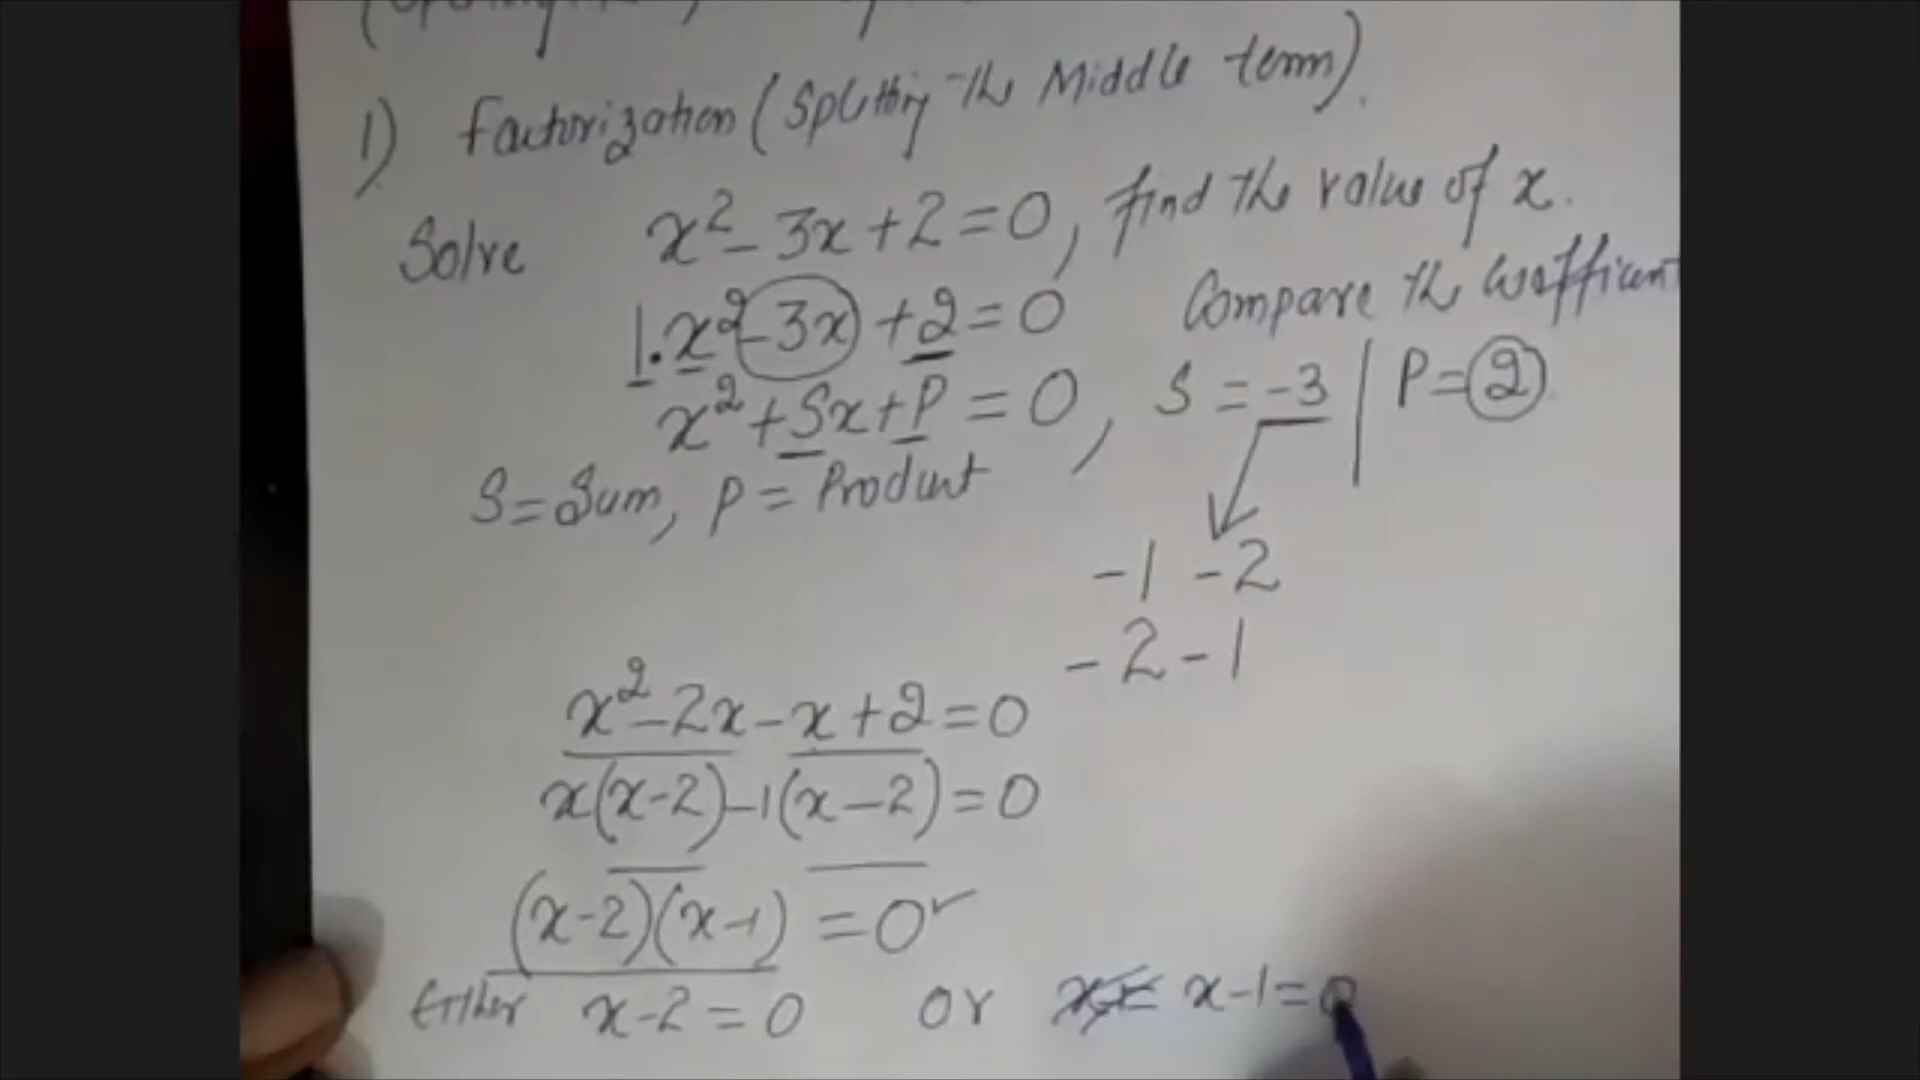 1) Factorization (Splitting the Middle term).
Solve x² - 3x + 2 = 0, find the value of x.
1.x² - 3x + 2 = 0 Compare the coefficient
x² + Sx + P = 0, S = -3 | P = 2
S = Sum, P = Product
-1 -2
-2 -1
x² - 2x - x + 2 = 0
x(x-2) -1(x-2) = 0
(x-2)(x-1) = 0
Either x-2 = 0 or x-1 = 0